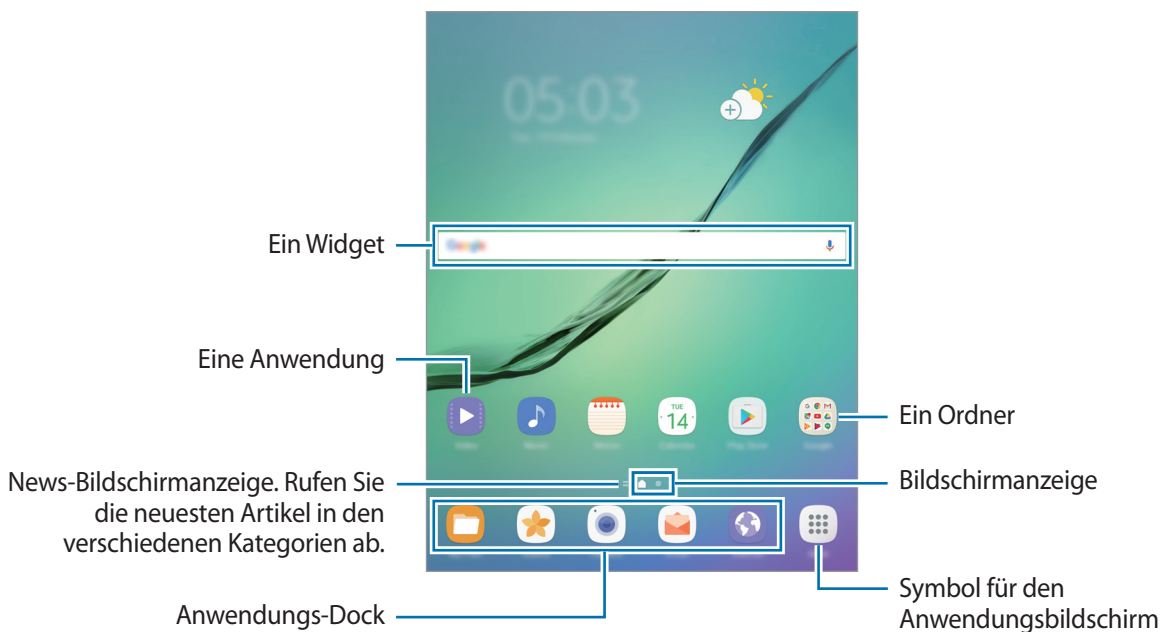 05:03
Ein Widget
Google
Eine Anwendung
TUE
14
Ein Ordner
News-Bildschirmanzeige. Rufen Sie
die neuesten Artikel in den
verschiedenen Kategorien ab.
Bildschirmanzeige
Anwendungs-Dock
Symbol für den
Anwendungsbildschirm